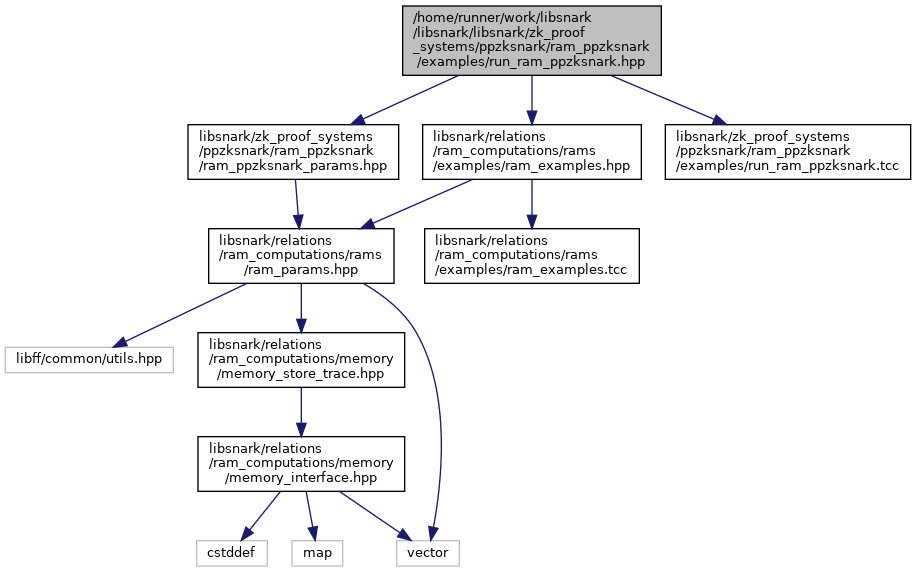 /home/runner/work/libsnark
/libsnark/libsnark/zk_proof
_systems/ppzksnark/ram_ppzksnark
/examples/run_ram_ppzksnark.hpp
libsnark/zk_proof_systems
/ppzksnark/ram_ppzksnark
/ram_ppzksnark_params.hpp
libsnark/relations
/ram_computations/rams
/examples/ram_examples.hpp
libsnark/zk_proof_systems
/ppzksnark/ram_ppzksnark
/examples/run_ram_ppzksnark.tcc
libsnark/relations
/ram_computations/rams
/ram_params.hpp
libsnark/relations
/ram_computations/rams
/examples/ram_examples.tcc
libff/common/utils.hpp
libsnark/relations
/ram_computations/memory
/memory_store_trace.hpp
libsnark/relations
/ram_computations/memory
/memory_interface.hpp
cstddef
map
vector